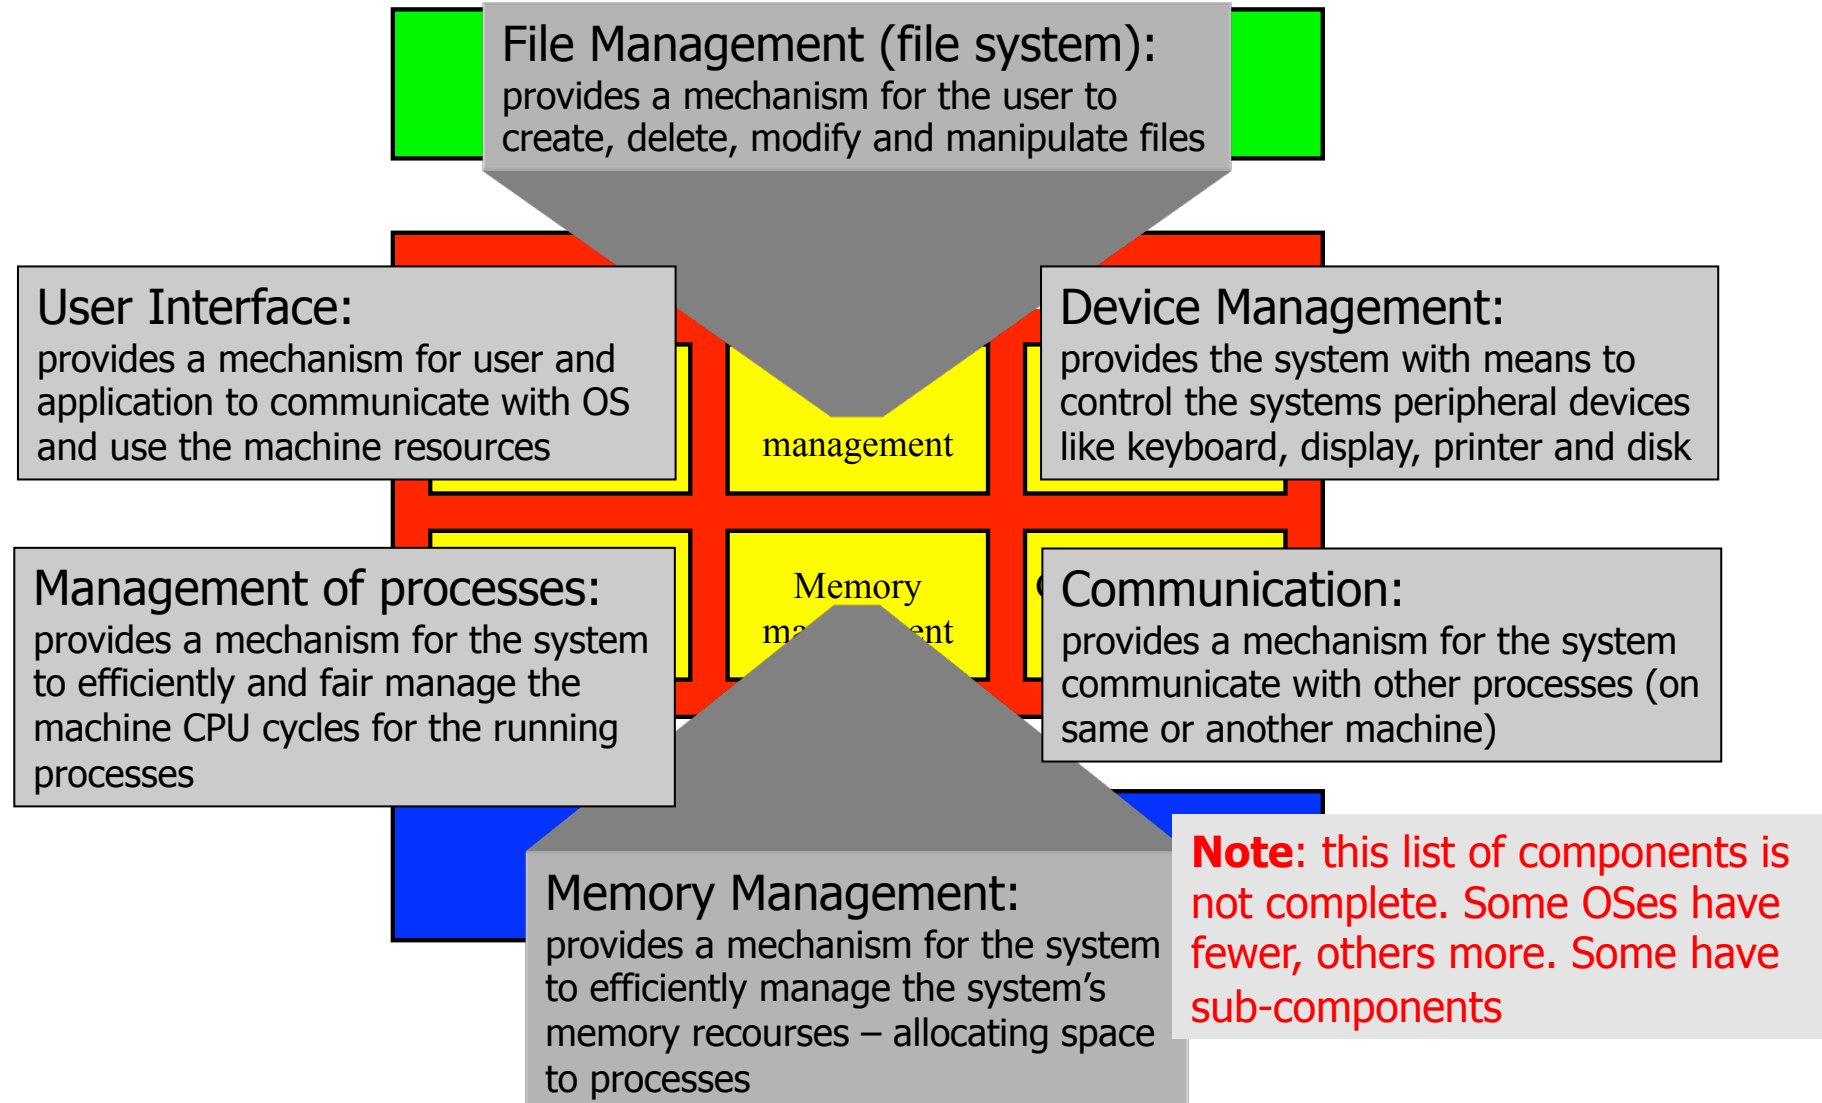 File Management (file system):
provides a mechanism for the user to
create, delete, modify and manipulate files
User Interface:
provides a mechanism for user and
application to communicate with OS
and use the machine resources
management
Device Management:
provides the system with means to
control the systems peripheral devices
like keyboard, display, printer and disk
Management of processes:
provides a mechanism for the system
to efficiently and fair manage the
machine CPU cycles for the running
processes
Memory
Communication:
provides a mechanism for the system
communicate with other processes (on
same or another machine)
Memory Management:
provides a mechanism for the system
to efficiently manage the system’s
memory recourses – allocating space
to processes
Note: this list of components is
not complete. Some OSes have
fewer, others more. Some have
sub-components